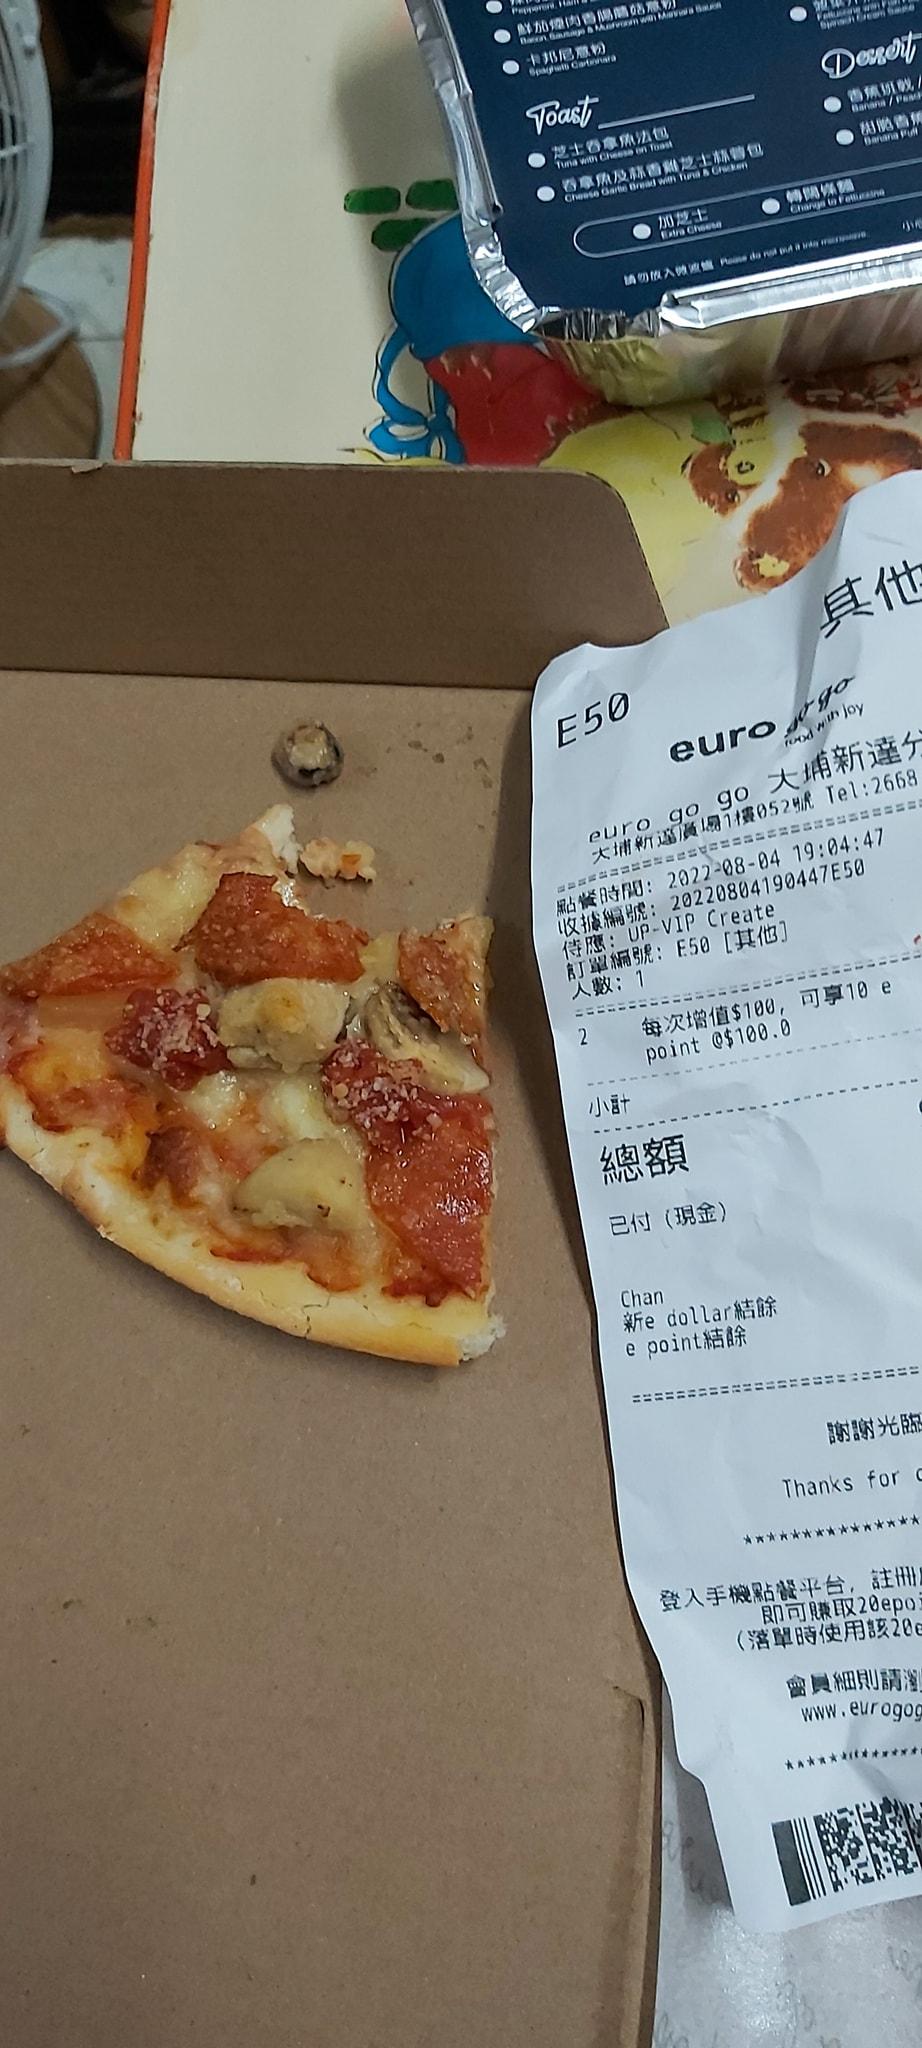 鮮茄煙肉香腸蘑菇意粉
Bacon, Sausage & Mushroom with Marinara Sauce
卡邦尼意粉
Spaghetti Carbonara
Toast
芝士吞拿魚法包
Tuna with Cheese on Toast
吞拿魚及蒜香雞芝士蒜蓉包
Cheese Garlic Bread with Tuna & Chicken
加芝士
Extra Cheese
轉闊條麵
Change to Fettuccine
請勿放入微波爐 Please do not put it into microwave.
Spinach Cream Sauce
Dessert
Banana /
甜脆香蕉
Banana
其他
E50
euro go go
food with joy
euro go go 大埔新達
大埔新達廣場1樓052號 Tel:2668
點餐時間: 2022-08-04 19:04:47
收據編號: 20220804190447E50
侍應: UP-VIP Create
訂單編號: E50 [其他]
人數: 1
2 每次增值$100, 可享10 e
point @$100.0
小計
總額
已付 (現金)
Chan
新e dollar結餘
e point結餘
謝謝光臨
Thanks for
*****************
登入手機點餐平台, 註冊
即可賺取20epoi
(落單時使用該20e
會員細則請瀏
www.eurogog
*************